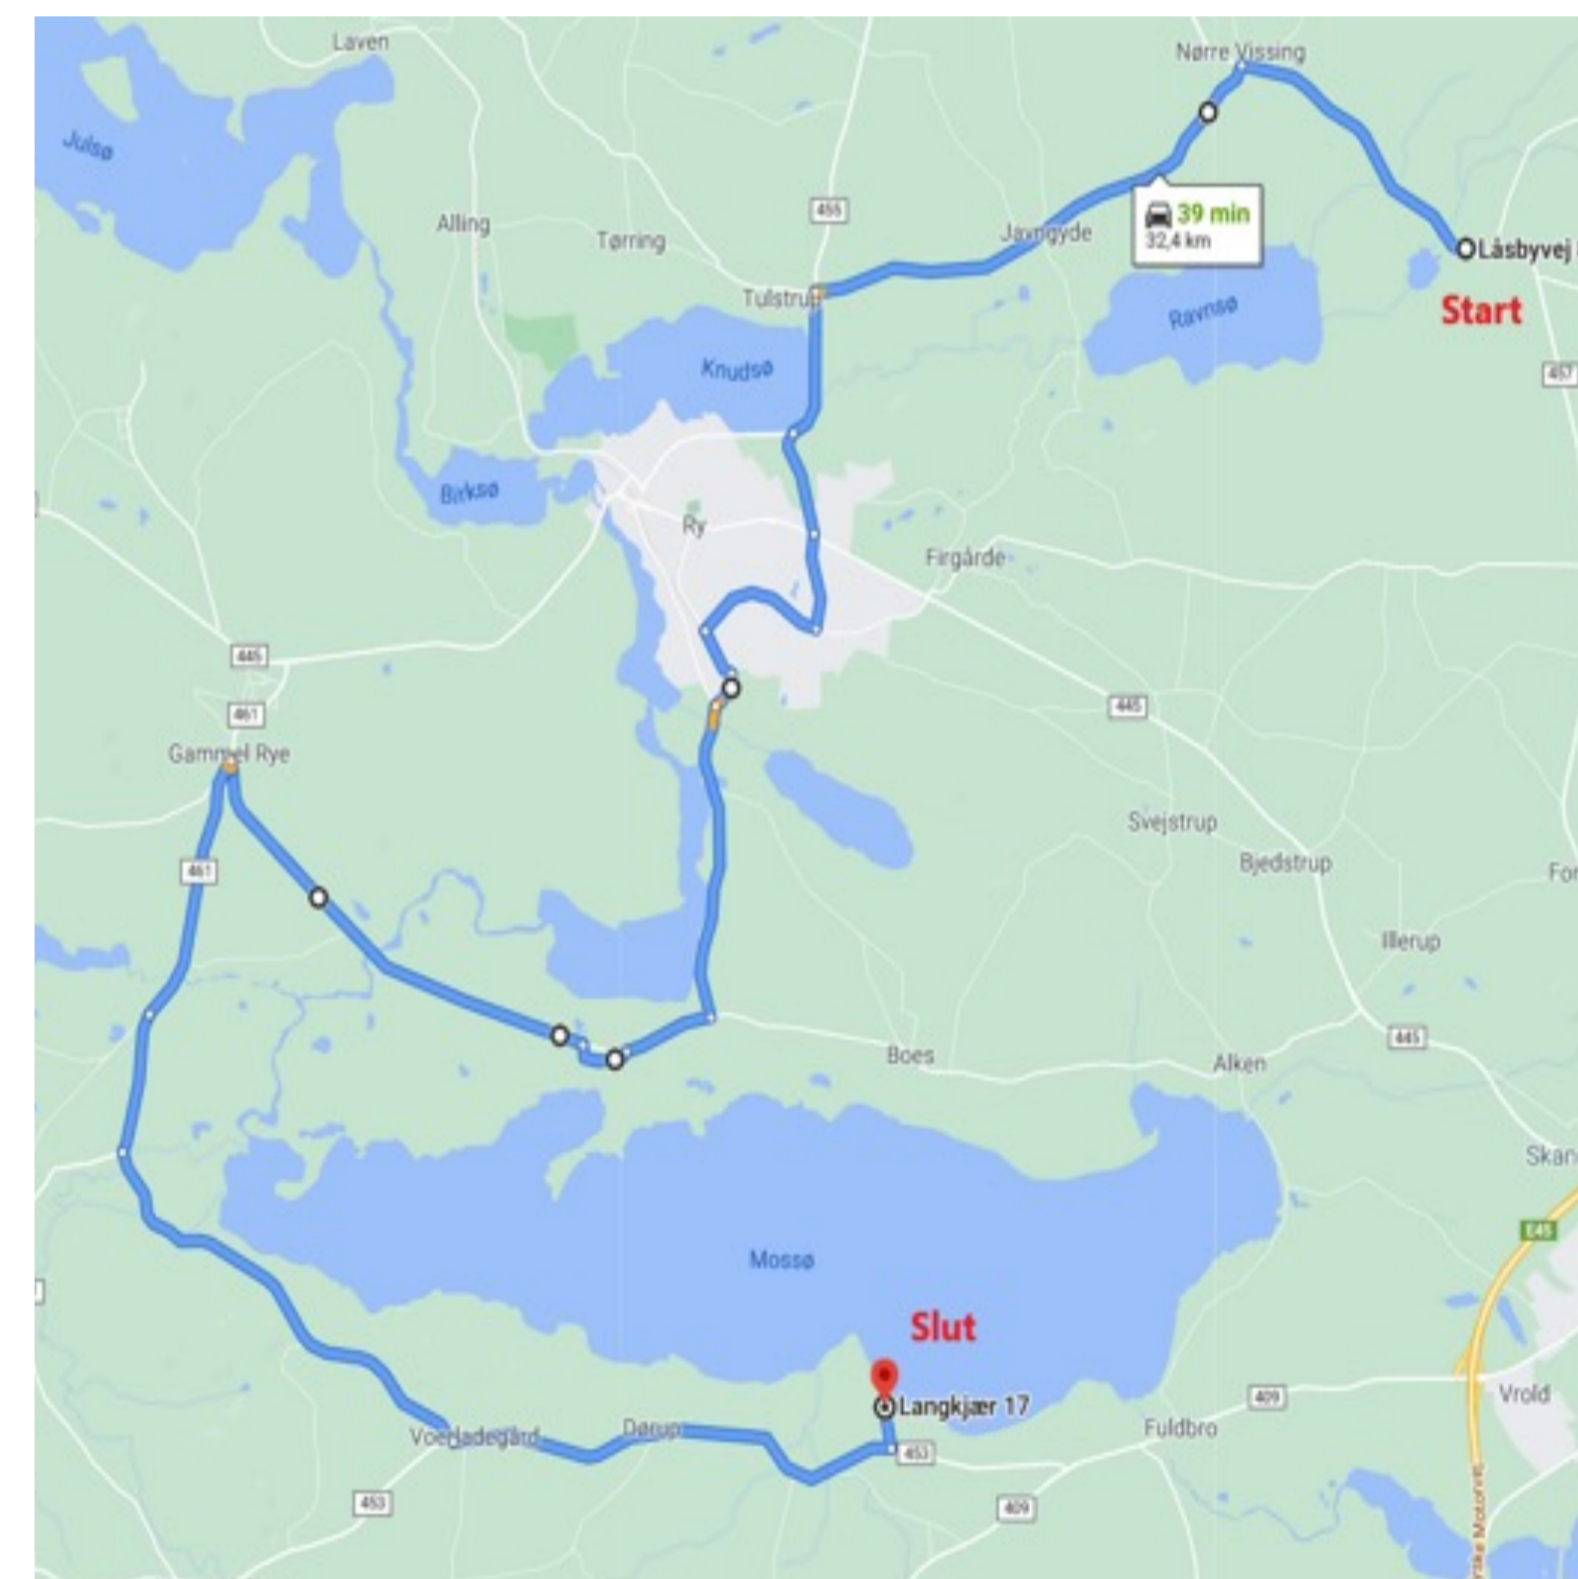 Laven
Nørre Vissing
Julsø
455
Alling
Tørring
Javngyde
39 min
32,4 km
Låsbyvej
Start
Tulstrup
Ravnsø
Knudsø
457
Birksø
Ry
Firgårde
445
461
445
Gammel Rye
Svejstrup
Bjedstrup
461
For
Illerup
445
Boes
Alken
Skan
E45
Mossø
Slut
Langkjær 17
409
Vrold
Voerladegård
Dørup
Fuldbro
453
453
409